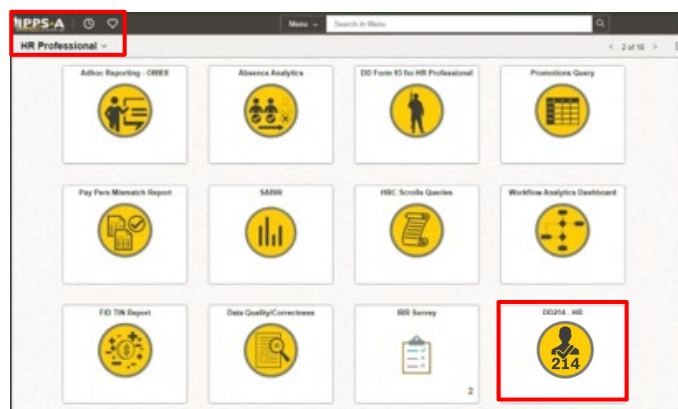 IPPS-A
Menu
Search in Menu
HR Professional
2 of 16
Adhoc Reporting - OBIEE
Absence Analytics
DD Form 93 for HR Professional
Promotions Query
Pay Pers Mismatch Report
SABIR
HRC Scrolls Queries
Workflow Analytics Dashboard
FID TIN Report
Data Quality/Correctness
IRR Survey
DD214 - HR
214
2